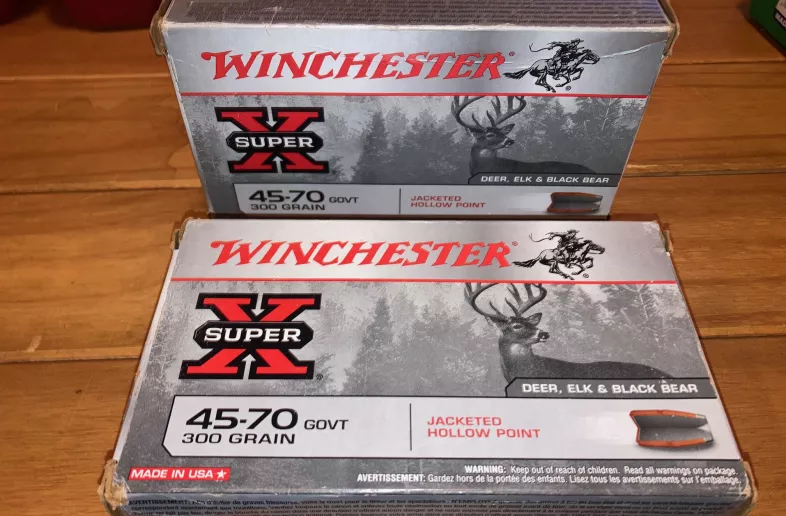 WINCHESTER®
SUPER X
DEER, ELK & BLACK BEAR
45-70 GOVT
300 GRAIN
JACKETED
HOLLOW POINT
WINCHESTER®
SUPER X®
DEER, ELK & BLACK BEAR
45-70 GOVT
300 GRAIN
JACKETED
HOLLOW POINT
MADE IN USA
WARNING: Keep out of reach of children. Read all warnings on package.
AVERTISSEMENT: Gardez hors de la portée des enfants. Lisez tous les avertissements sur l'emballage.